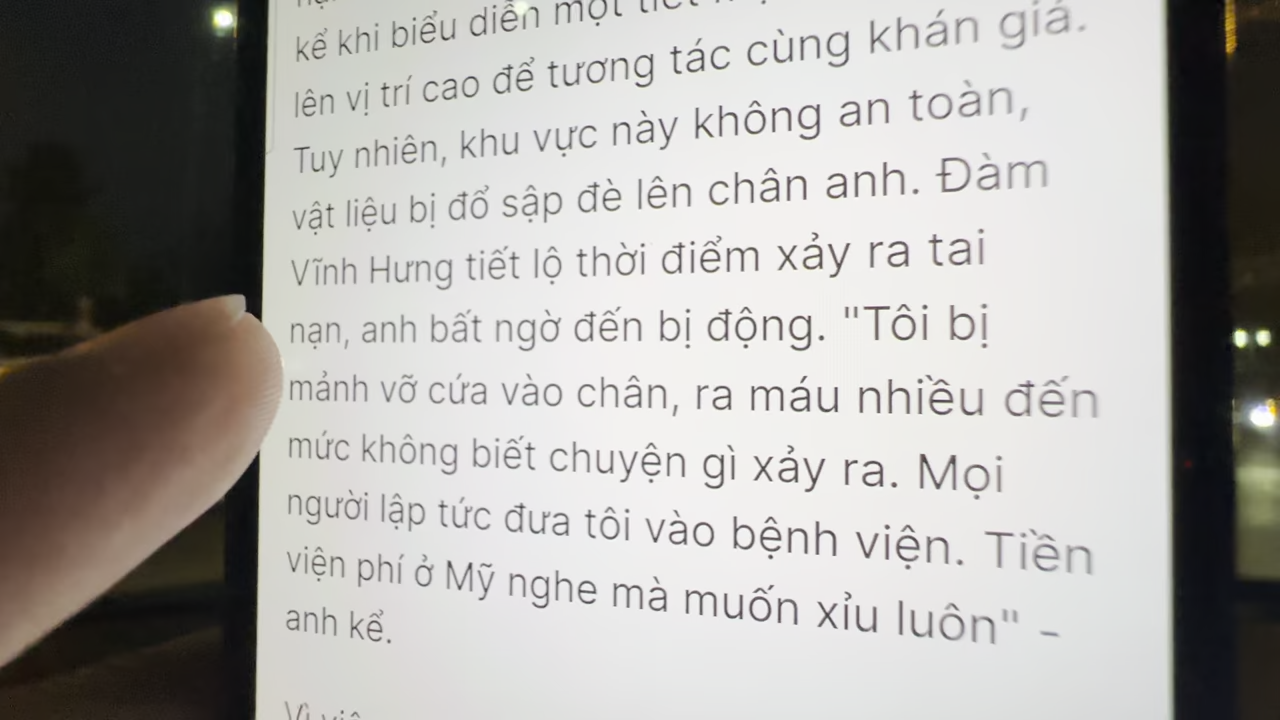 kể khi biểu diễn một
lên vị trí cao để tương tác cùng khán giả.
Tuy nhiên, khu vực này không an toàn,
vật liệu bị đổ sập đè lên chân anh. Đàm
Vĩnh Hưng tiết lộ thời điểm xảy ra tai
nạn, anh bất ngờ đến bị động. "Tôi bị
mảnh vỡ cứa vào chân, ra máu nhiều đến
mức không biết chuyện gì xảy ra. Mọi
người lập tức đưa tôi vào bệnh viện. Tiền
viện phí ở Mỹ nghe mà muốn xỉu luôn" -
anh kể.